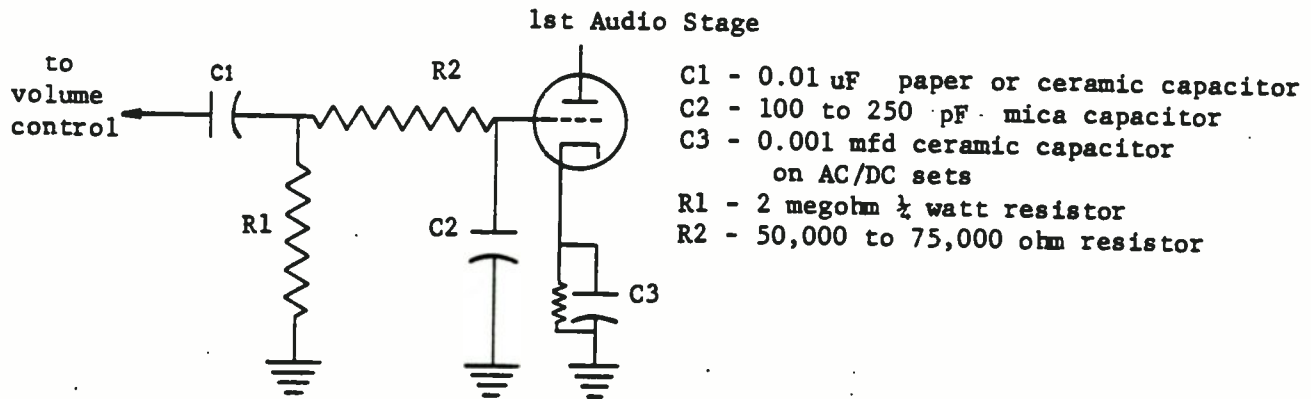 1st Audio Stage
to
volume
control
C1
R2
R1
C2
C3
C1 - 0.01 uF paper or ceramic capacitor
C2 - 100 to 250 pF mica capacitor
C3 - 0.001 mfd ceramic capacitor
on AC/DC sets
R1 - 2 megohm ½ watt resistor
R2 - 50,000 to 75,000 ohm resistor